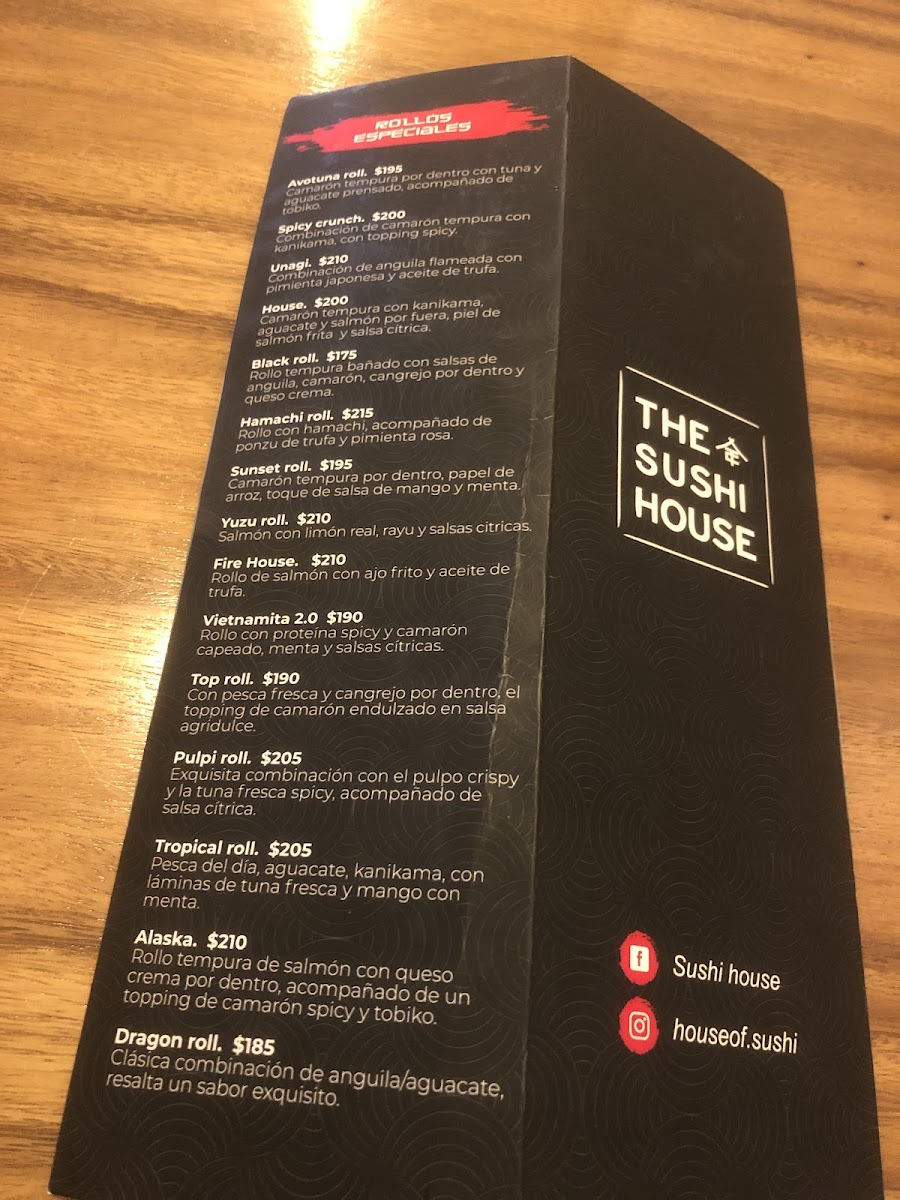 ROLLOS
ESPECIALES
Avotuna roll. $195
Camarón tempura por dentro con tuna y
aguacate prensado, acompañado de
tobiko.
Spicy crunch. $200
Combinación de camarón tempura con
kanikama, con topping spicy.
Unagi. $210
Combinación de anguila flameada con
pimienta japonesa y aceite de trufa.
House. $200
Camarón tempura con kanikama,
aguacate y salmón por fuera, piel de
salmón frita y salsa cítrica.
Black roll. $175
Rollo tempura bañado con salsas de
anguila, camarón, cangrejo por dentro y
queso crema.
Hamachi roll. $215
Rollo con hamachi, acompañado de
ponzu de trufa y pimienta rosa.
Sunset roll. $195
Camarón tempura por dentro, papel de
arroz, toque de salsa de mango y menta.
Yuzu roll. $210
Salmón con limón real, rayu y salsas citricas.
Fire House. $210
Rollo de salmón con ajo frito y aceite de
trufa.
Vietnamita 2.0 $190
Rollo con proteína spicy y camarón
capeado, menta y salsas cítricas.
Top roll. $190
Con pesca fresca y cangrejo por dentro, el
topping de camarón endulzado en salsa
agridulce.
Pulpi roll. $205
Exquisita combinación con el pulpo crispy
y la tuna fresca spicy, acompañado de
salsa cítrica.
Tropical roll. $205
Pesca del día, aguacate, kanikama, con
láminas de tuna fresca y mango con
menta.
Alaska. $210
Rollo tempura de salmón con queso
crema por dentro, acompañado de un
topping de camarón spicy y tobiko.
Dragon roll. $185
Clásica combinación de anguila/aguacate,
resalta un sabor exquisito.
THE
SUSHI
HOUSE
Sushi house
houseof.sushi